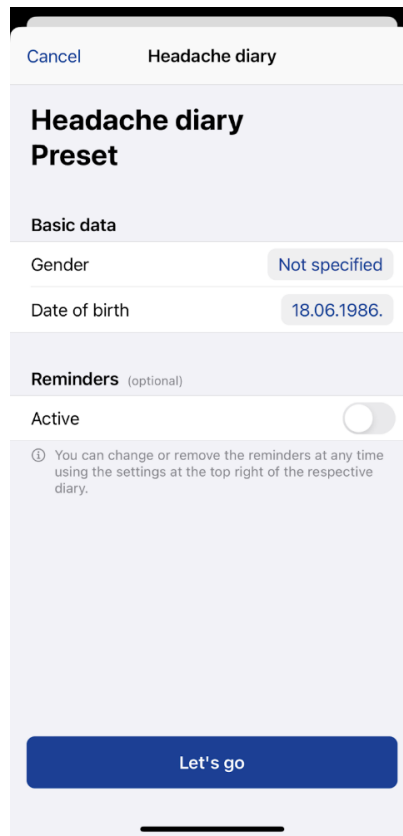 Cancel
Headache diary
Headache diary
Preset
Basic data
Gender
Not specified
Date of birth
18.06.1986.
Reminders (optional)
Active
You can change or remove the reminders at any time
using the settings at the top right of the respective
diary.
Let's go